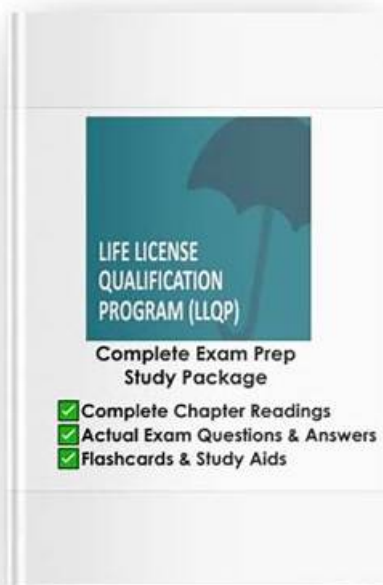 LIFE LICENSE
QUALIFICATION
PROGRAM (LLQP)
Complete Exam Prep
Study Package
✅Complete Chapter Readings
✅Actual Exam Questions & Answers
✅Flashcards & Study Aids